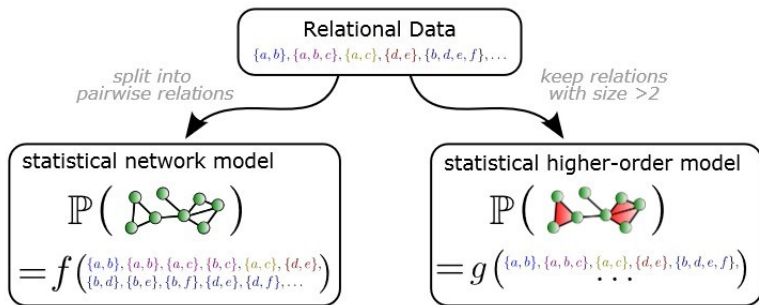 Relational Data
{a, b}, {a, b, c}, {a, c}, {d, e}, {b, d, e, f}, . . .
split into
pairwise relations
keep relations
with size >2
statistical network model
ℙ( )
= f({a, b}, {a, b}, {a, c}, {b, c}, {a, c}, {d, e},
{b, d}, {b, e}, {b, f}, {d, e}, {d, f}, . . .)
statistical higher-order model
ℙ( )
= g({a, b}, {a, b, c}, {a, c}, {d, e}, {b, d, e, f},
. . .)